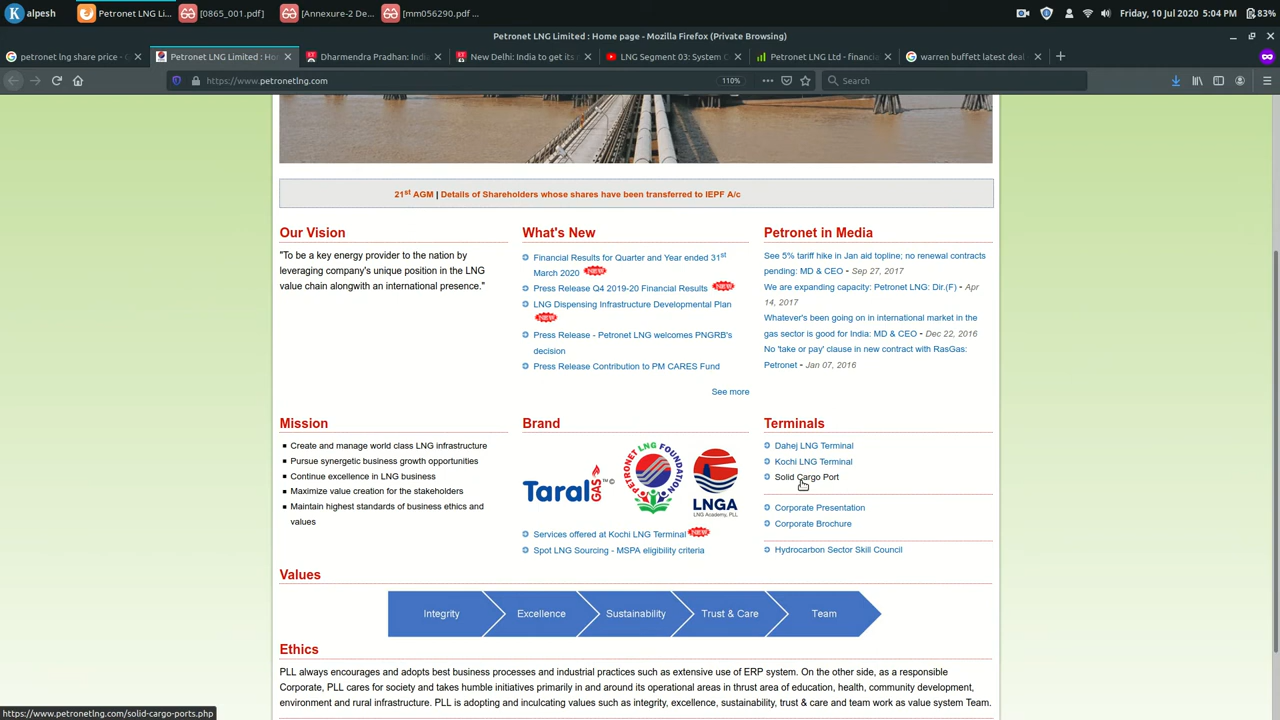 alpesh
Petronet LNG Li...
[0865_001.pdf]
[Annexure-2 De...
[mm056290.pdf ...
Friday, 10 Jul 2020
5:04 PM
83%
Petronet LNG Limited : Home page - Mozilla Firefox (Private Browsing)
petronet lng share price -
Petronet LNG Limited : Ho
Dharmendra Pradhan: Indi
New Delhi: India to get its
LNG Segment 03: System C
Petronet LNG Ltd - financia
warren buffett latest deal
https://www.petronetlng.com
110%
Search
21st AGM | Details of Shareholders whose shares have been transferred to IEPF A/c
Our Vision
"To be a key energy provider to the nation by
leveraging company's unique position in the LNG
value chain alongwith an international presence."
What's New
Financial Results for Quarter and Year ended 31st
March 2020 NEW
Press Release Q4 2019-20 Financial Results NEW
LNG Dispensing Infrastructure Developmental Plan
NEW
Press Release - Petronet LNG welcomes PNGRB's
decision
Press Release Contribution to PM CARES Fund
See more
Petronet in Media
See 5% tariff hike in Jan aid topline; no renewal contracts
pending: MD & CEO - Sep 27, 2017
We are expanding capacity: Petronet LNG: Dir.(F) - Apr
14, 2017
Whatever's been going on in international market in the
gas sector is good for India: MD & CEO - Dec 22, 2016
No 'take or pay' clause in new contract with RasGas:
Petronet - Jan 07, 2016
Mission
Create and manage world class LNG infrastructure
Pursue synergetic business growth opportunities
Continue excellence in LNG business
Maximize value creation for the stakeholders
Maintain highest standards of business ethics and
values
Brand
Taral GAS ™©
PETRONET LNG FOUNDATION
LNGA
LNG Academy, PLL
Services offered at Kochi LNG Terminal NEW
Spot LNG Sourcing - MSPA eligibility criteria
Terminals
Dahej LNG Terminal
Kochi LNG Terminal
Solid Cargo Port
Corporate Presentation
Corporate Brochure
Hydrocarbon Sector Skill Council
Values
Integrity
Excellence
Sustainability
Trust & Care
Team
Ethics
PLL always encourages and adopts best business processes and industrial practices such as extensive use of ERP system. On the other side, as a responsible
Corporate, PLL cares for society and takes humble initiatives primarily in and around its operational areas in thrust area of education, health, community development,
environment and rural infrastructure. PLL is adopting and inculcating values such as integrity, excellence, sustainability, trust & care and team work as value system Team.
https://www.petronetlng.com/solid-cargo-ports.php